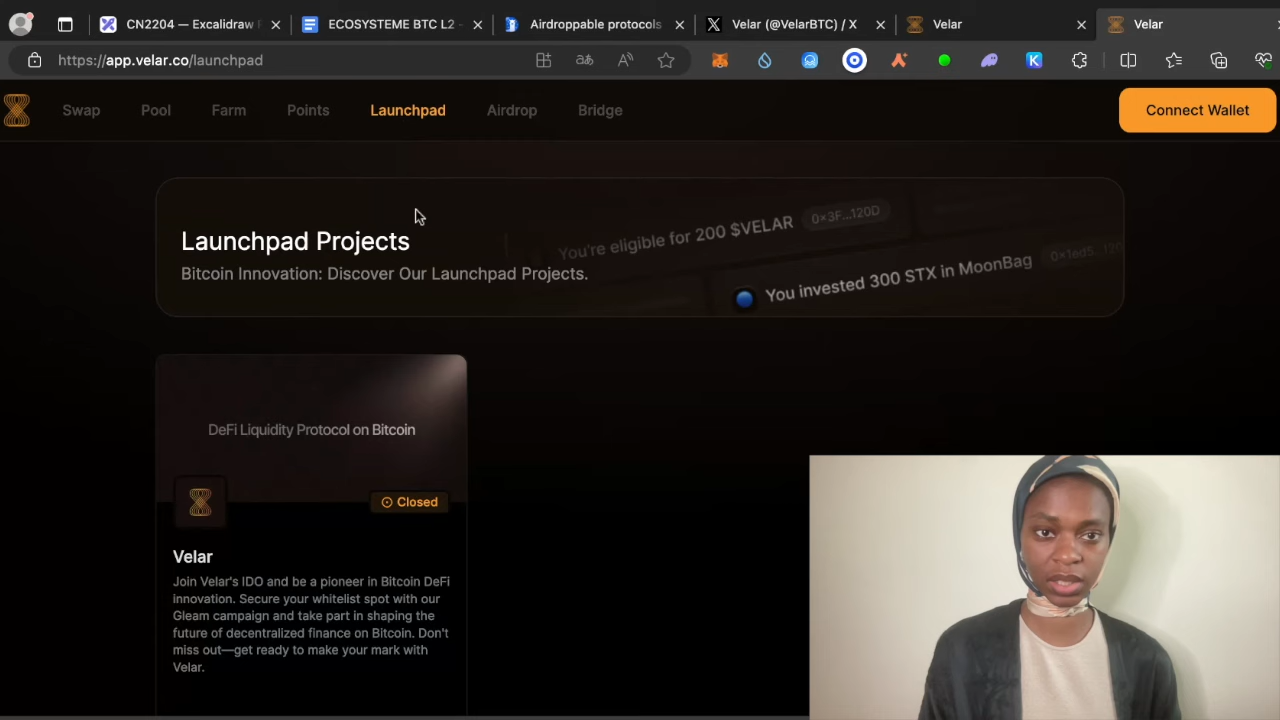 CN2204 — Excalidraw
ECOSYSTEME BTC L2 -
Airdroppable protocols
Velar (@VelarBTC) / X
Velar
Velar
https://app.velar.co/launchpad
Swap
Pool
Farm
Points
Launchpad
Airdrop
Bridge
Connect Wallet
Launchpad Projects
Bitcoin Innovation: Discover Our Launchpad Projects.
You're eligible for 200 $VELAR
0×3F...120D
You invested 300 STX in MoonBag
DeFi Liquidity Protocol on Bitcoin
Closed
Velar
Join Velar's IDO and be a pioneer in Bitcoin DeFi
innovation. Secure your whitelist spot with our
Gleam campaign and take part in shaping the
future of decentralized finance on Bitcoin. Don't
miss out—get ready to make your mark with
Velar.